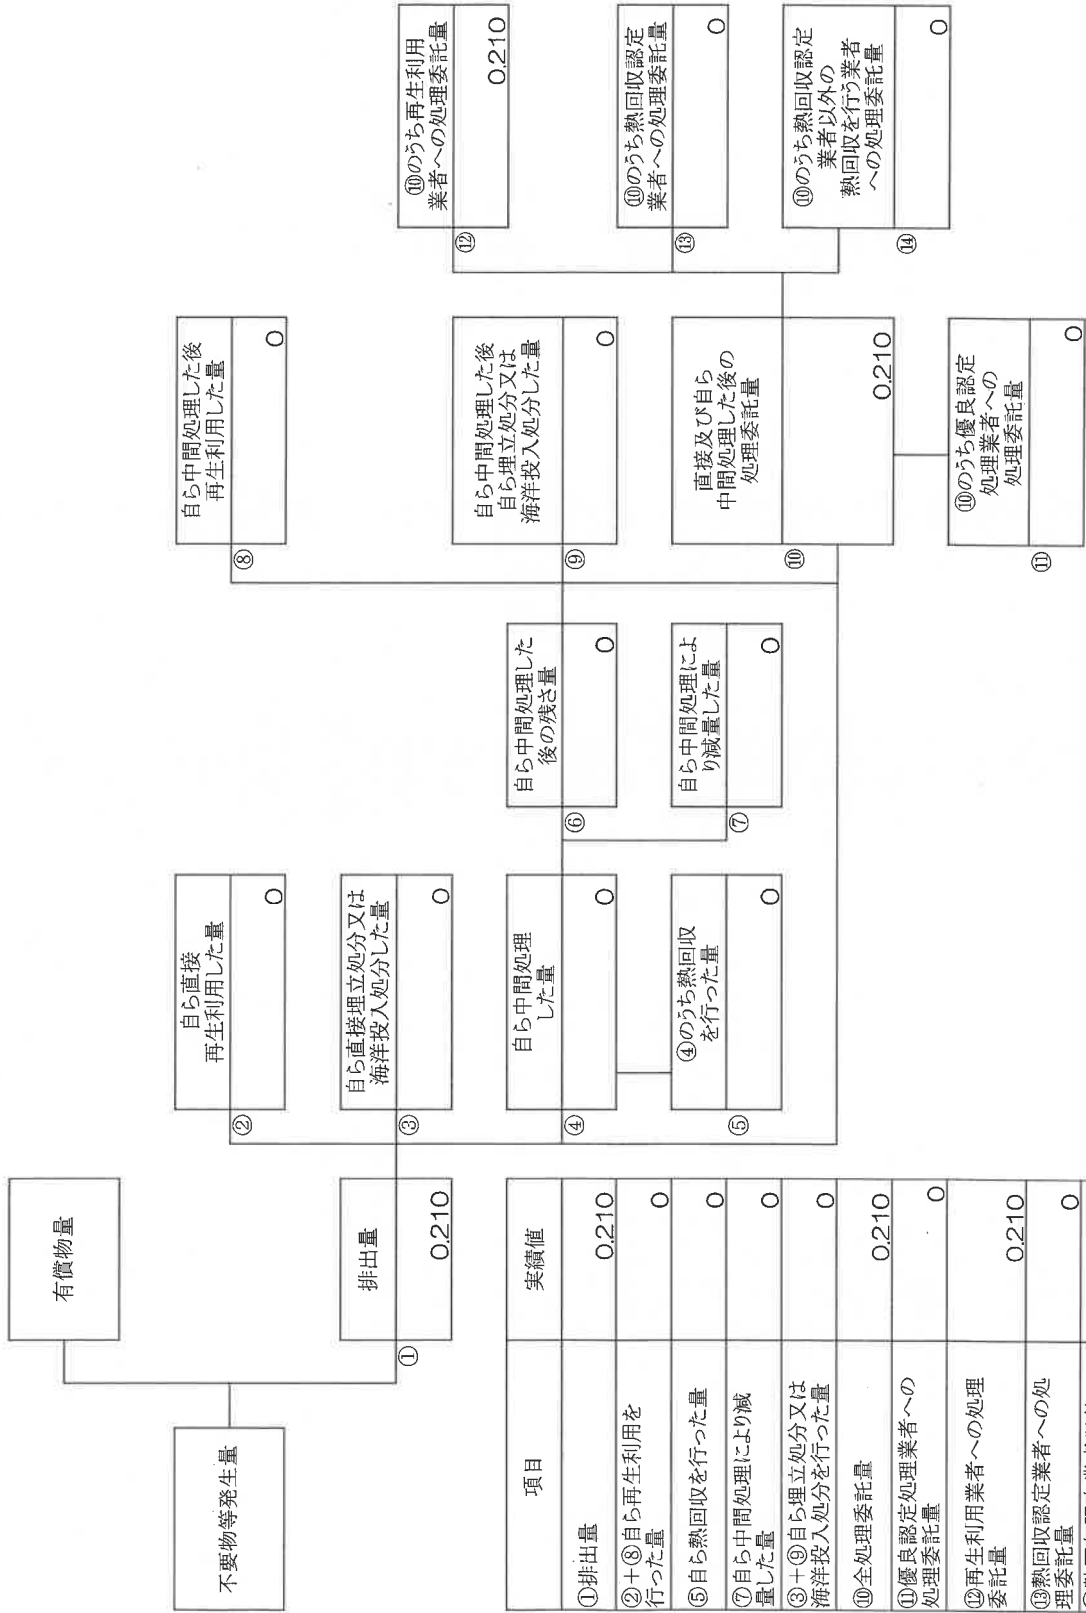 不要物等発生量
有償物量
排出量
①
0.210
自ら直接
再生利用した量
②
0
自ら直接埋立処分又は
海洋投入処分した量
③
0
自ら中間処理
した量
④
0
④のうち熱回収
を行った量
⑤
0
自ら中間処理した
後の残さ量
⑥
0
自ら中間処理によ
り減量した量
⑦
0
自ら中間処理した後
再生利用した量
⑧
0
自ら中間処理した後
自ら埋立処分又は
海洋投入処分した量
⑨
0
直接及び自ら
中間処理した後の
処理委託量
⑩
0.210
⑩のうち優良認定
処理業者への
処理委託量
⑪
0
⑩のうち再生利用
業者への処理委託量
⑫
0.210
⑩のうち熱回収認定
業者への処理委託量
⑬
0
⑩のうち熱回収認定
業者以外の
熱回収を行う業者
への処理委託量
⑭
0
項目 実績値
①排出量 0.210
②+⑧自ら再生利用を
行った量 0
⑤自ら熱回収を行った量 0
⑦自ら中間処理により減
量した量 0
③+⑨自ら埋立処分又は
海洋投入処分を行った量 0
⑩全処理委託量 0.210
⑪優良認定処理業者への
処理委託量 0
⑫再生利用業者への処理
委託量 0.210
⑬熱回収認定業者への処
理委託量 0